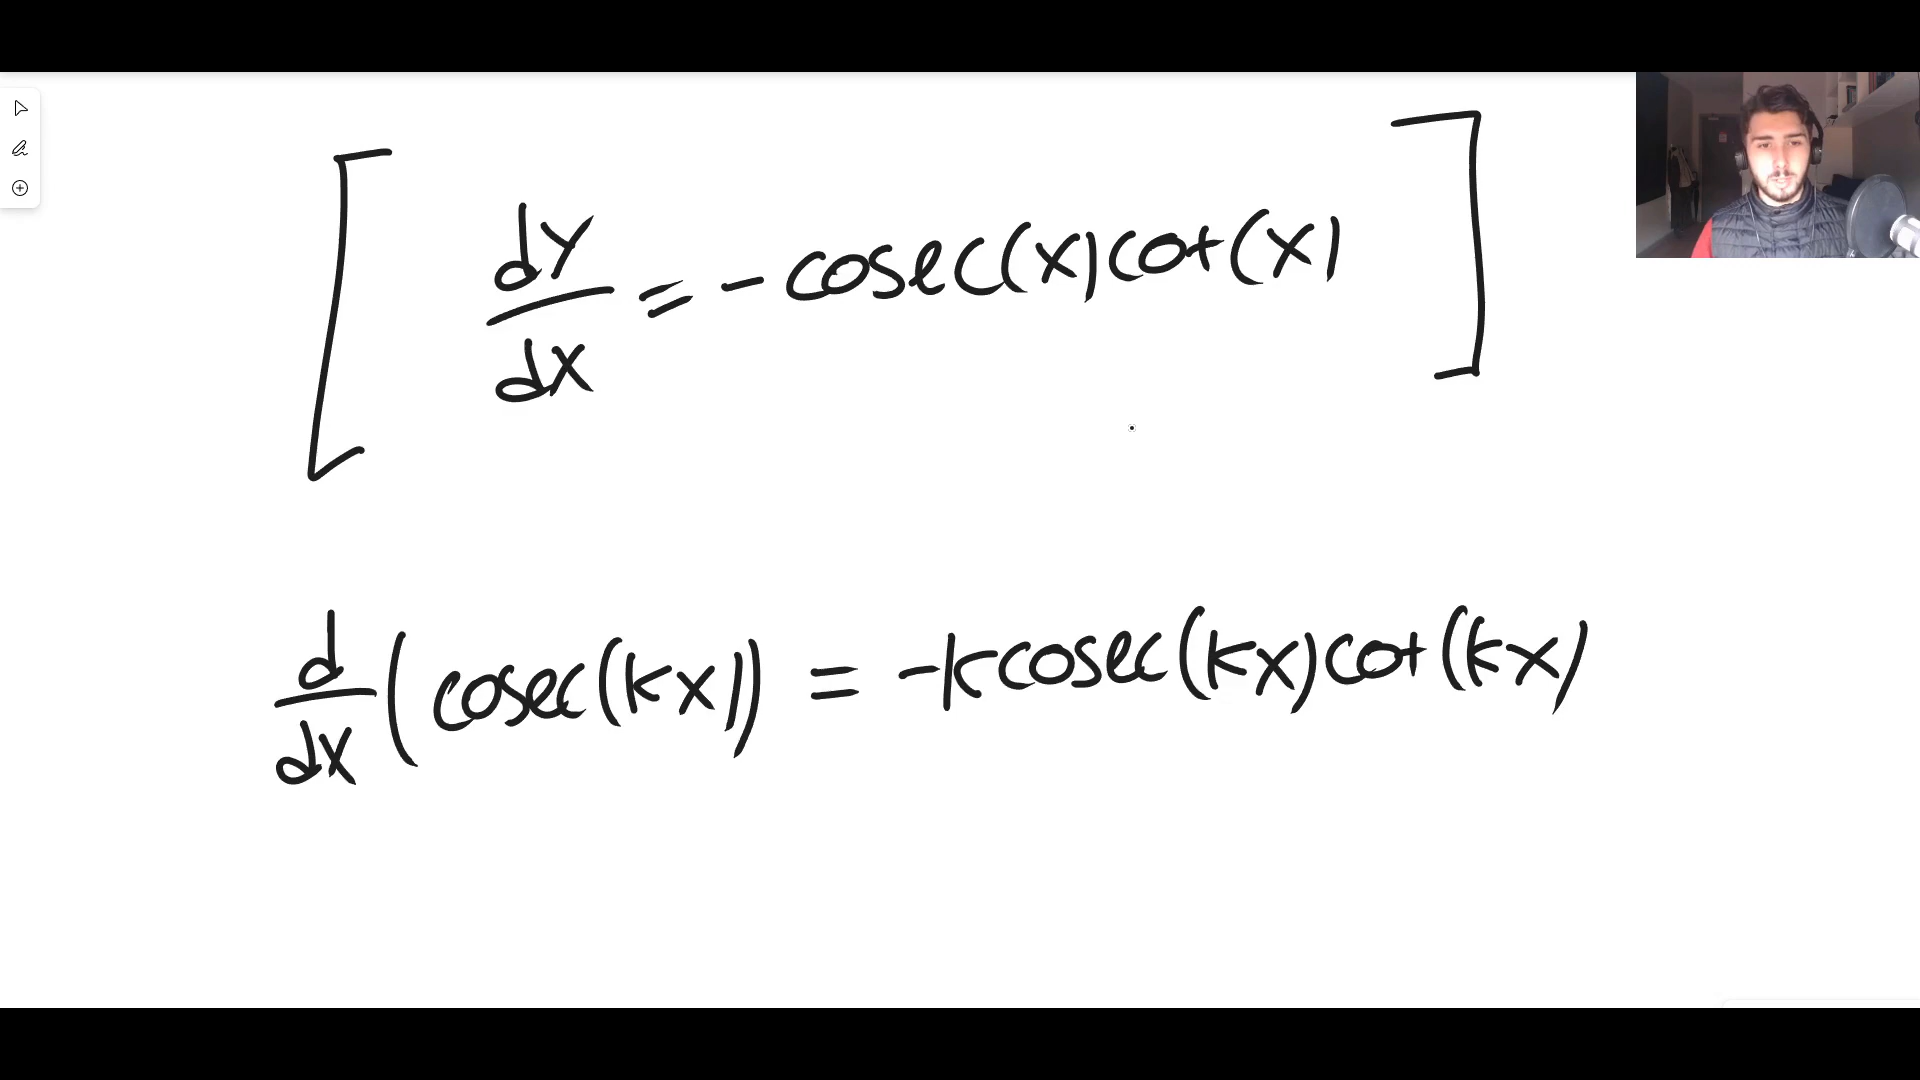 [ dy/dx = - cosec(x)cot(x) ]
d/dx (cosec(kx)) = -kcosec(kx)cot(kx)